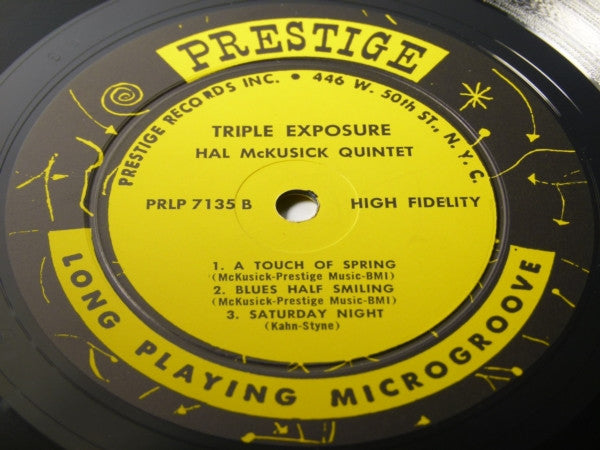 PRESTIGE
PRESTIGE RECORDS INC. • 446 W. 50th ST., N. Y. C.
TRIPLE EXPOSURE
HAL McKUSICK QUINTET
PRLP 7135 B HIGH FIDELITY
1. A TOUCH OF SPRING
(McKusick-Prestige Music-BMI)
2. BLUES HALF SMILING
(McKusick-Prestige Music-BMI)
3. SATURDAY NIGHT
(Kahn-Styne)
LONG PLAYING MICROGROOVE